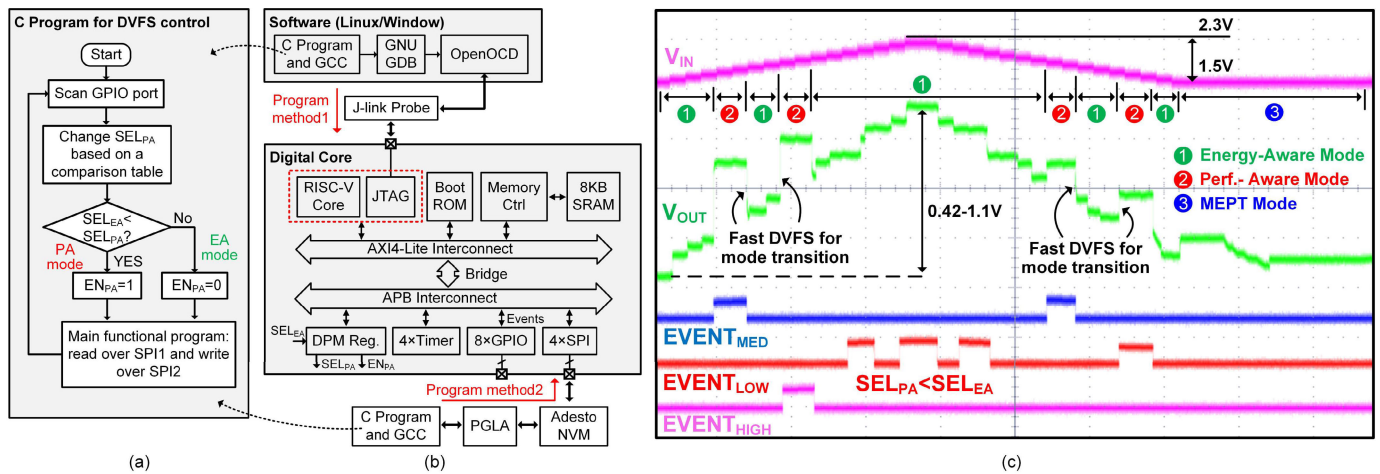 C Program for DVFS control
Start
Scan GPIO port
Change SELPA
based on a
comparison table
SELEA<
SELPA?
No
PA
mode
YES
EA
mode
ENPA=1
ENPA=0
Main functional program:
read over SPI1 and write
over SPI2
(a)
Software (Linux/Window)
C Program
and GCC
GNU
GDB
OpenOCD
Program
method1
J-link Probe
Digital Core
RISC-V
Core
JTAG
Boot
ROM
Memory
Ctrl
8KB
SRAM
AXI4-Lite Interconnect
Bridge
APB Interconnect
Events
SELEA
DPM Reg.
4×Timer
8×GPIO
4×SPI
SELPA
ENPA
Program method2
C Program
and GCC
PGLA
Adesto
NVM
(b)
VIN
2.3V
1.5V
1
2
1
2
1
2
1
2
1
3
1 Energy-Aware Mode
2 Perf.- Aware Mode
3 MEPT Mode
VOUT
0.42-1.1V
Fast DVFS for
mode transition
Fast DVFS for
mode transition
EVENTMED
EVENTLOW
SELPA<SELEA
EVENTHIGH
(c)